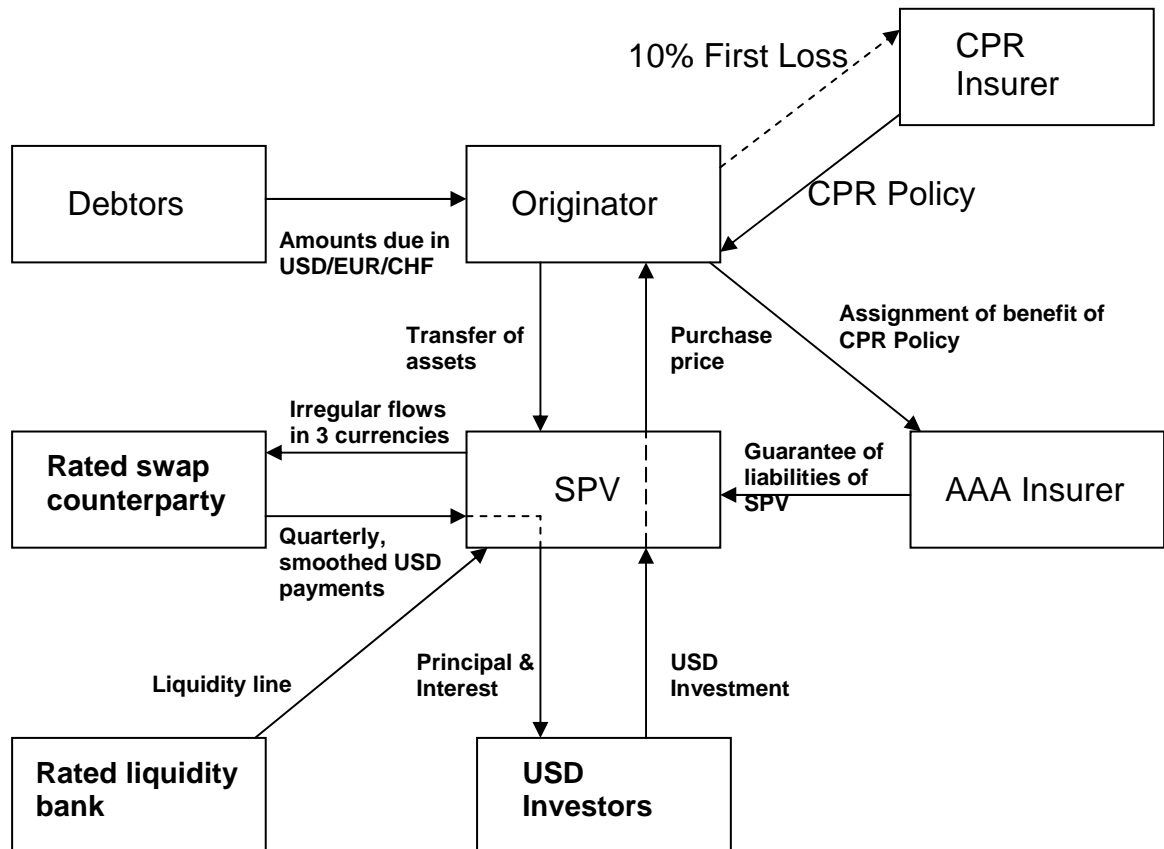 10% First Loss
CPR
Insurer
Debtors
Originator
CPR Policy
Amounts due in
USD/EUR/CHF
Transfer of
assets
Purchase
price
Assignment of benefit of
CPR Policy
Irregular flows
in 3 currencies
Rated swap
counterparty
SPV
Guarantee of
liabilities of
SPV
AAA Insurer
Quarterly,
smoothed USD
payments
Liquidity line
Principal &
Interest
USD
Investment
Rated liquidity
bank
USD
Investors